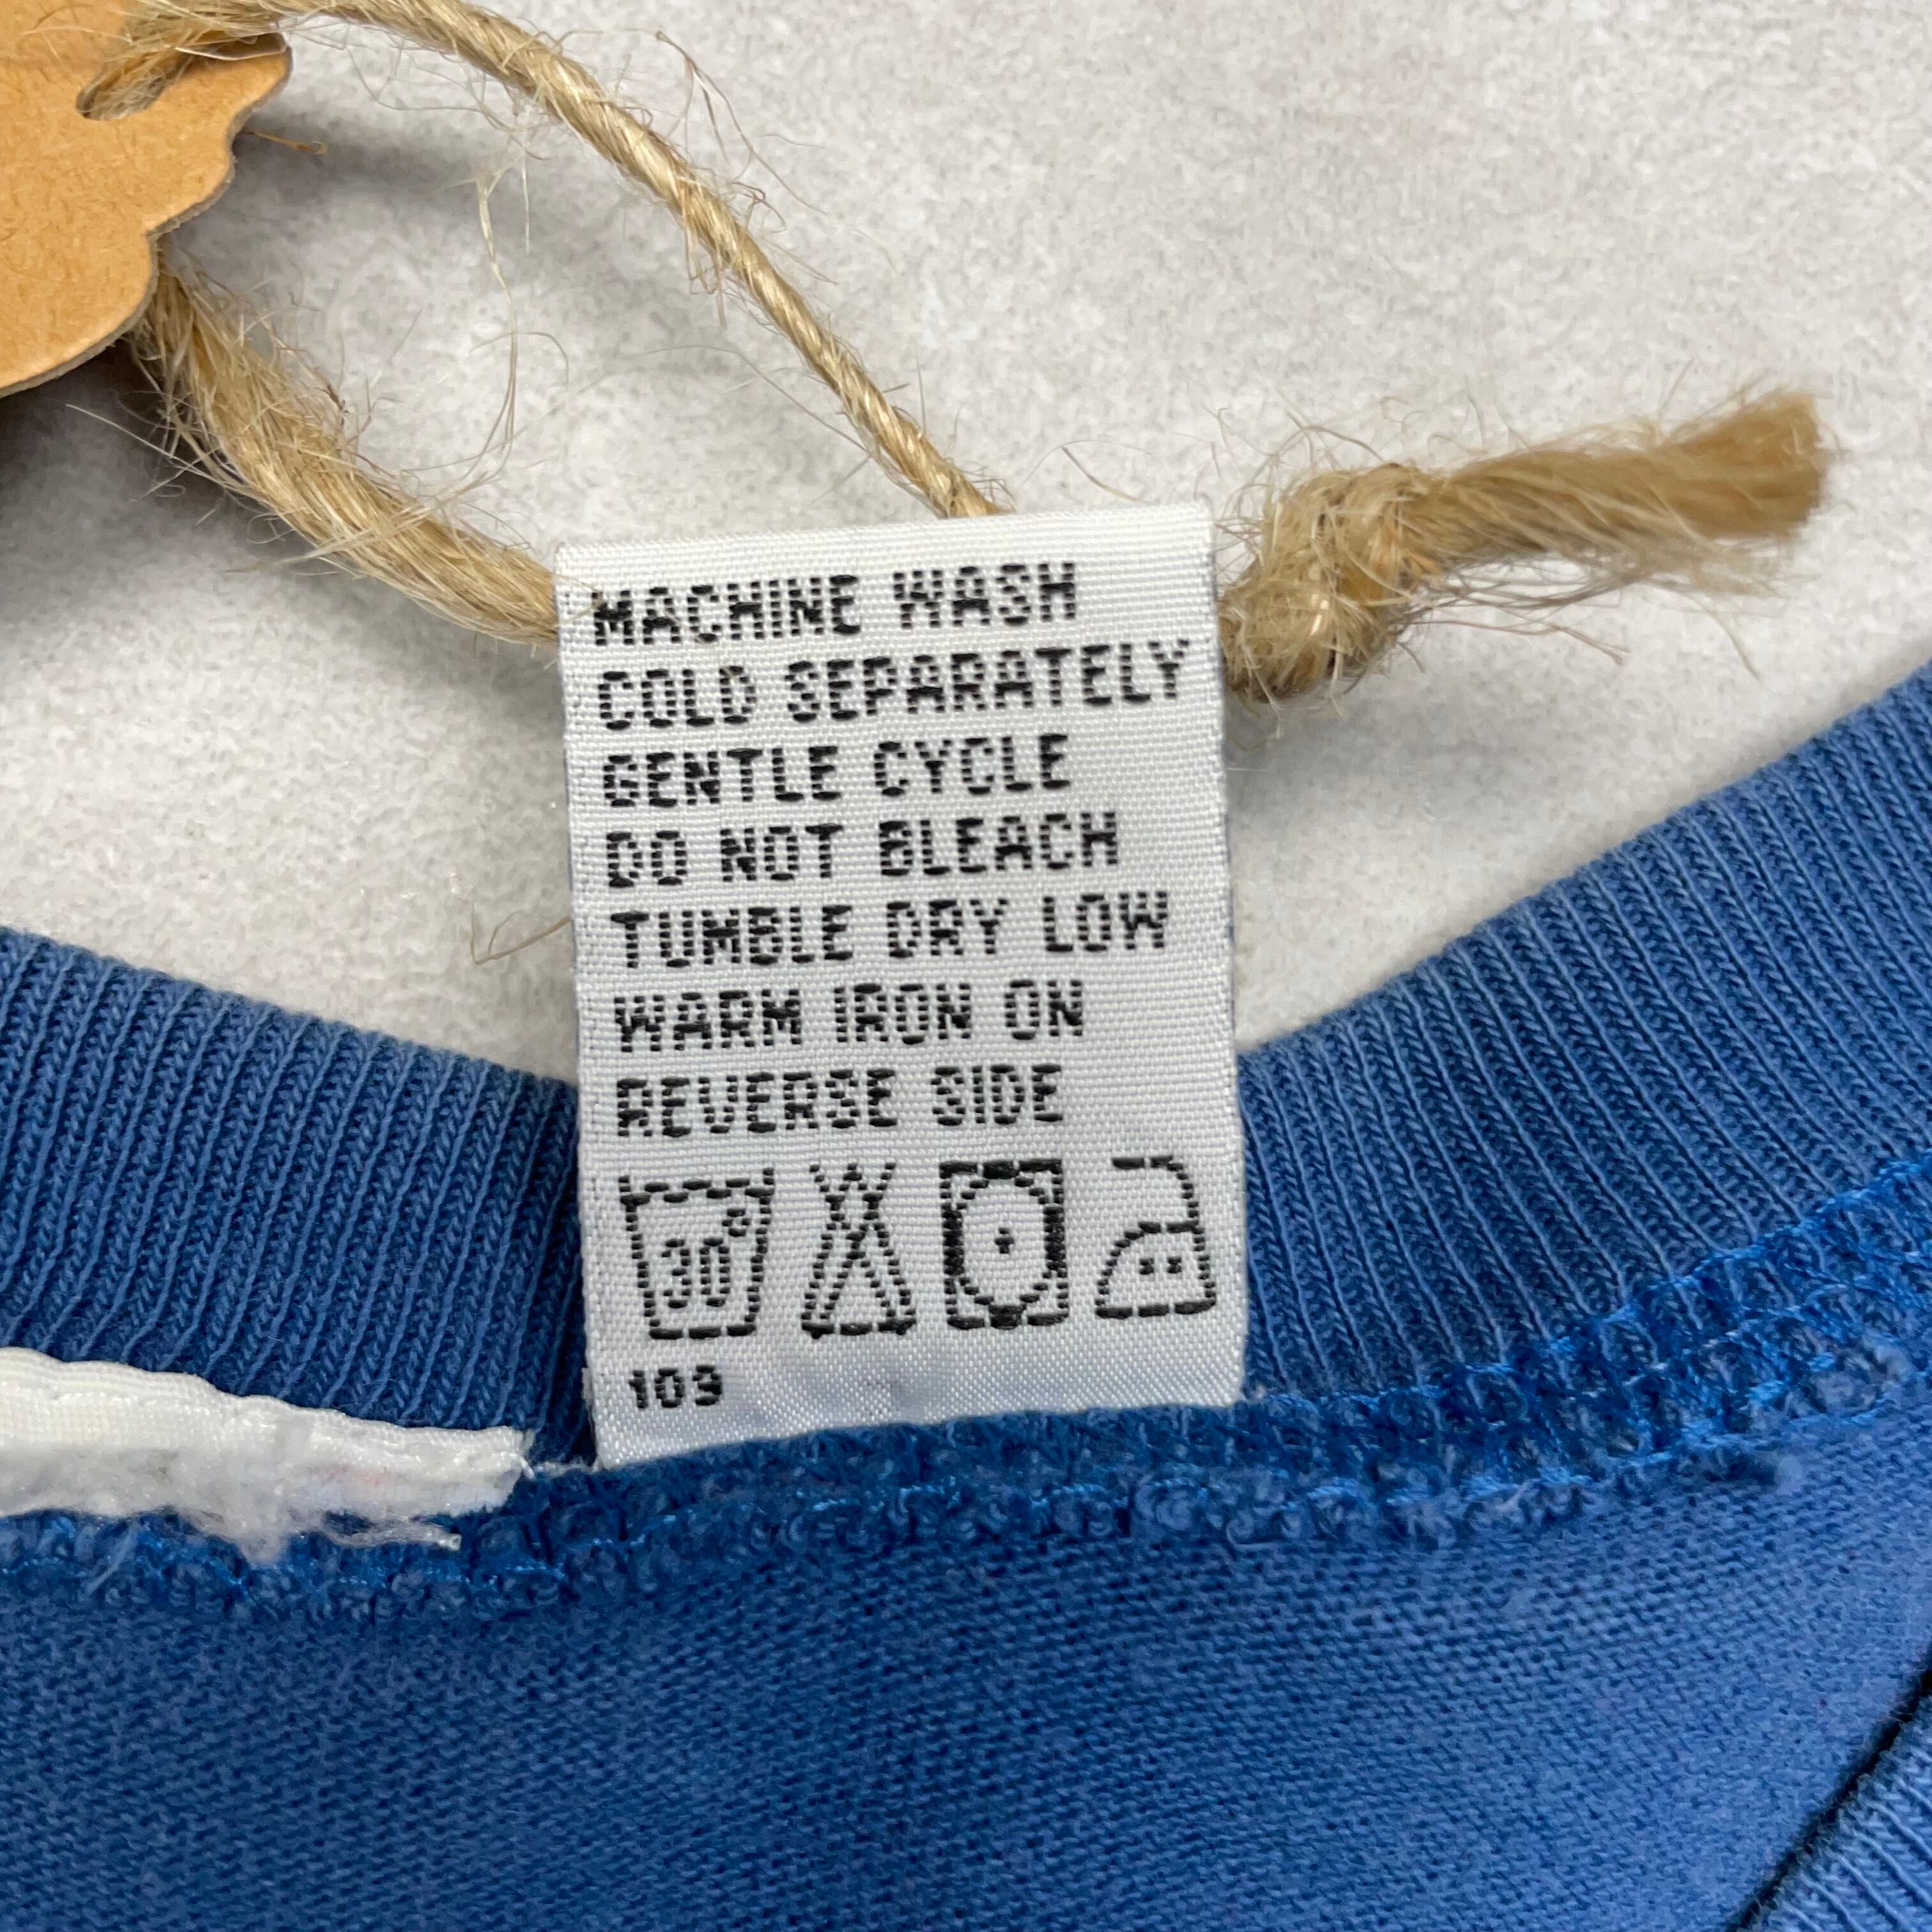 MACHINE WASH
COLD SEPARATELY
GENTLE CYCLE
DO NOT BLEACH
TUMBLE DRY LOW
WARM IRON ON
REVERSE SIDE
30°
109